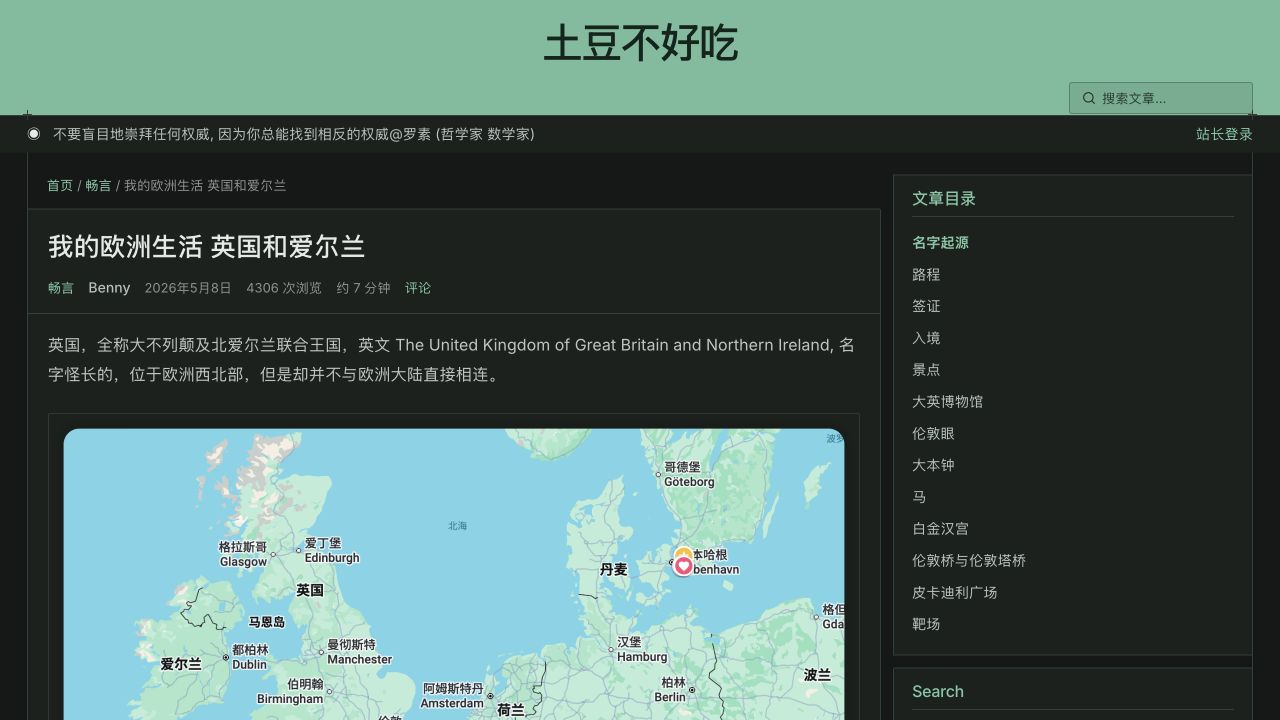 土豆不好吃
搜索文章...
不要盲目地崇拜任何权威, 因为你总能找到相反的权威@罗素 (哲学家 数学家)
站长登录
首页 / 畅言 / 我的欧洲生活 英国和爱尔兰
我的欧洲生活 英国和爱尔兰
畅言 Benny 2026年5月8日 4306 次浏览 约 7 分钟 评论
英国，全称大不列颠及北爱尔兰联合王国，英文 The United Kingdom of Great Britain and Northern Ireland, 名
字怪长的，位于欧洲西北部，但是却并不与欧洲大陆直接相连。
哥德堡
Göteborg
北海
格拉斯哥
Glasgow
爱丁堡
Edinburgh
英国
丹麦
本哈根
benhavn
马恩岛
都柏林
Dublin
爱尔兰
曼彻斯特
Manchester
伯明翰
Birmingham
汉堡
Hamburg
柏林
Berlin
阿姆斯特丹
Amsterdam
荷兰
波兰
格但
Gda
文章目录
名字起源
路程
签证
入境
景点
大英博物馆
伦敦眼
大本钟
马
白金汉宫
伦敦桥与伦敦塔桥
皮卡迪利广场
靶场
Search